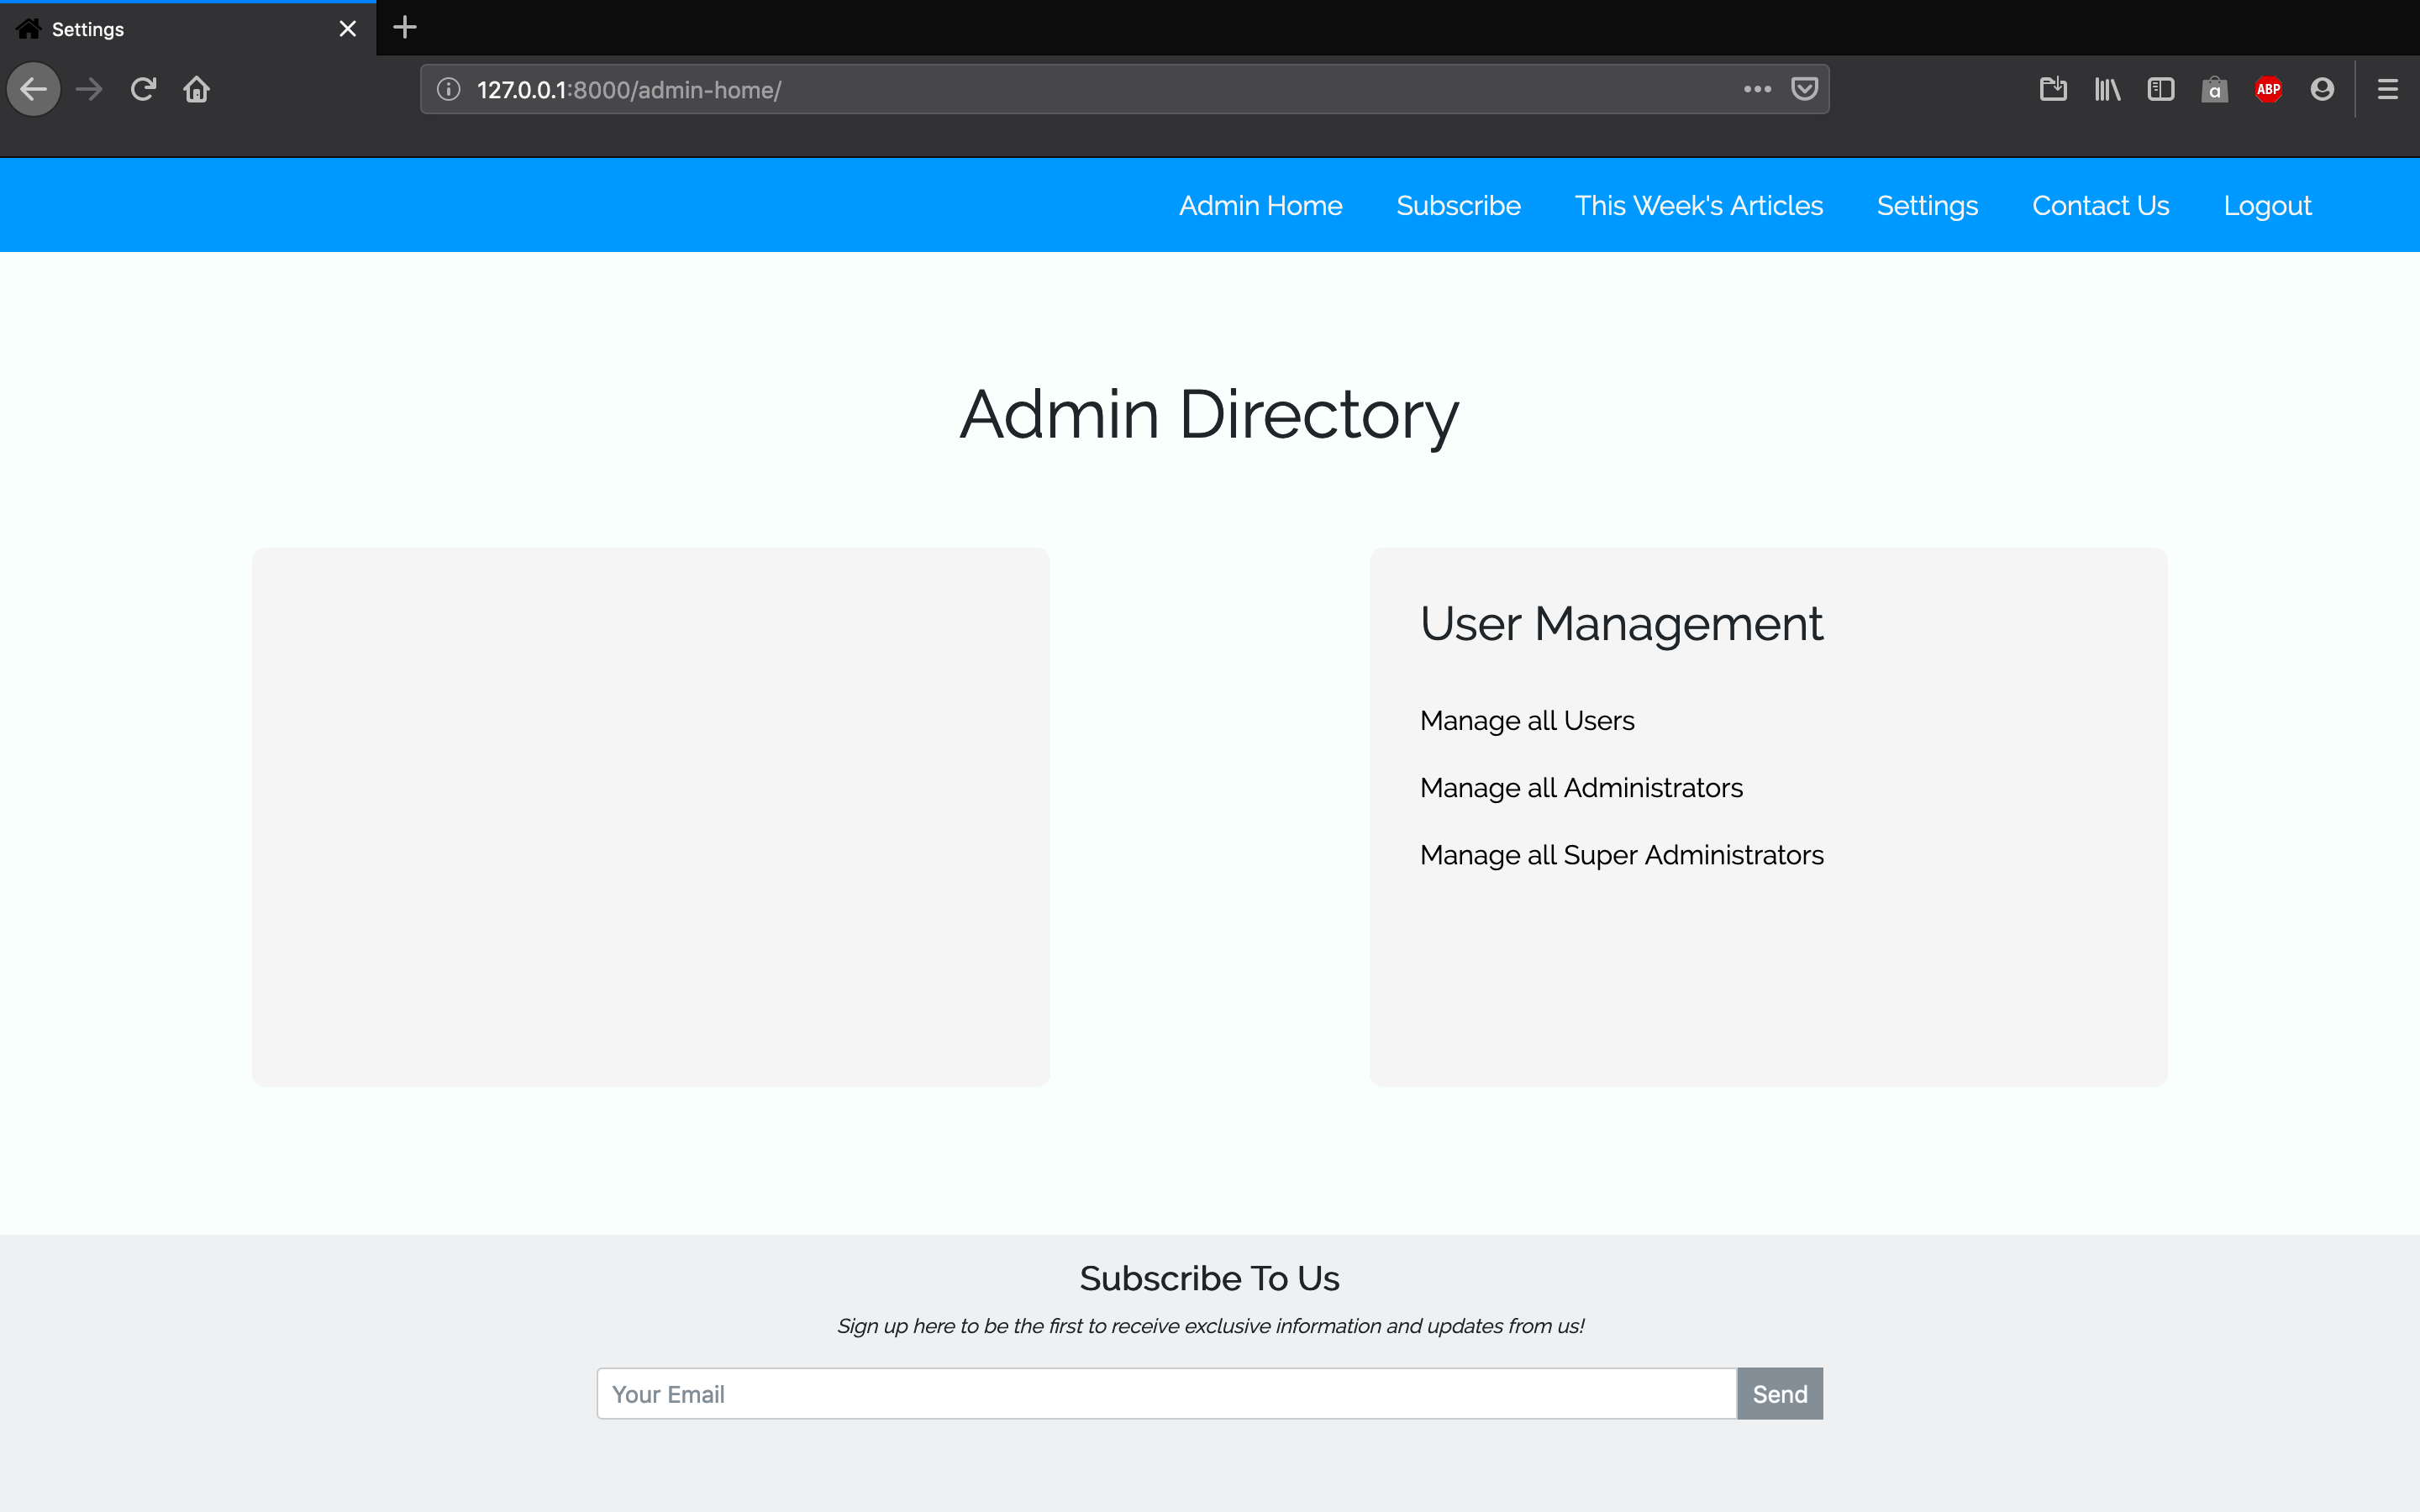 Settings
127.0.0.1:8000/admin-home/
a
ABP
Admin Home Subscribe This Week's Articles Settings Contact Us Logout
Admin Directory
User Management
Manage all Users
Manage all Administrators
Manage all Super Administrators
Subscribe To Us
Sign up here to be the first to receive exclusive information and updates from us!
Your Email Send